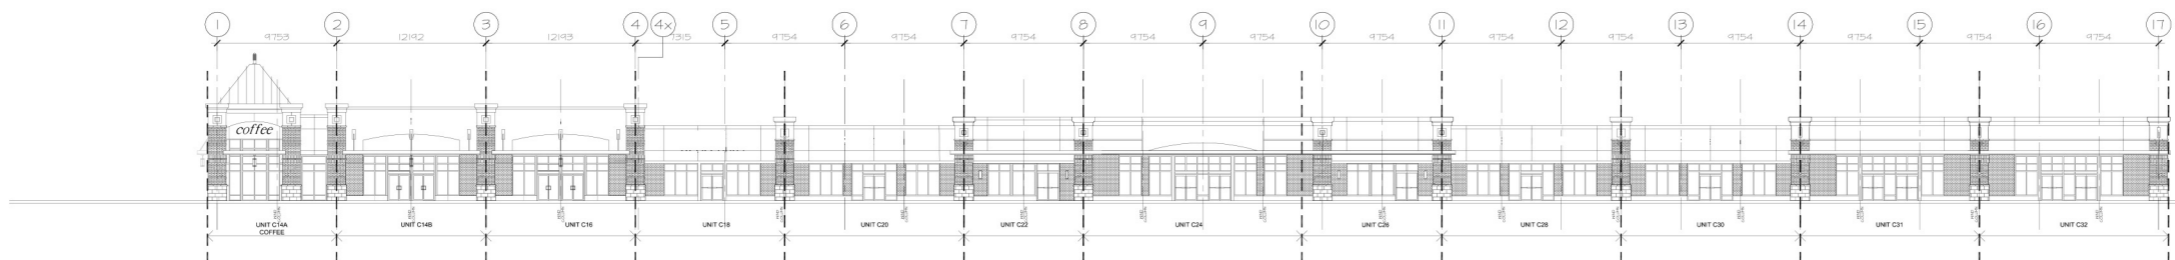 1 2 3 4 4x 5 6 7 8 9 10 11 12 13 14 15 16 17
9753 12192 12193 7315 9754 9754 9754 9754 9754 9754 9754 9754 9754 9754 9754 9754
coffee
UNIT C14A UNIT C14B UNIT C16 UNIT C18 UNIT C20 UNIT C22 UNIT C24 UNIT C26 UNIT C28 UNIT C30 UNIT C31 UNIT C32
COFFEE